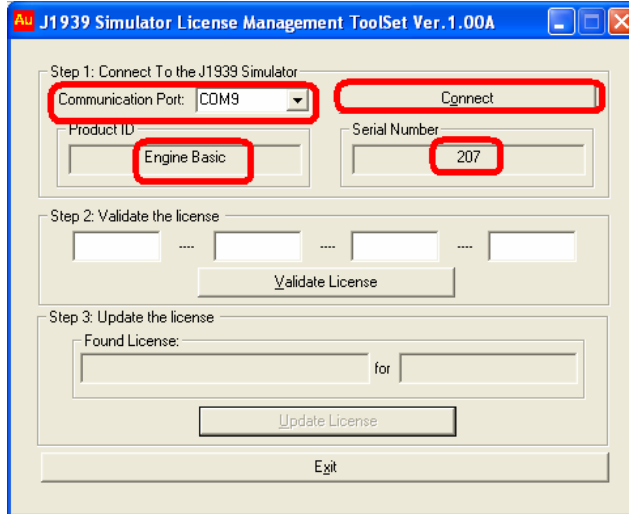 Au J1939 Simulator License Management ToolSet Ver.1.00A
Step 1: Connect To the J1939 Simulator
Communication Port: COM9 Connect
Product ID Serial Number
Engine Basic 207
Step 2: Validate the license
---- ---- ----
Validate License
Step 3: Update the license
Found License:
for
Update License
Exit